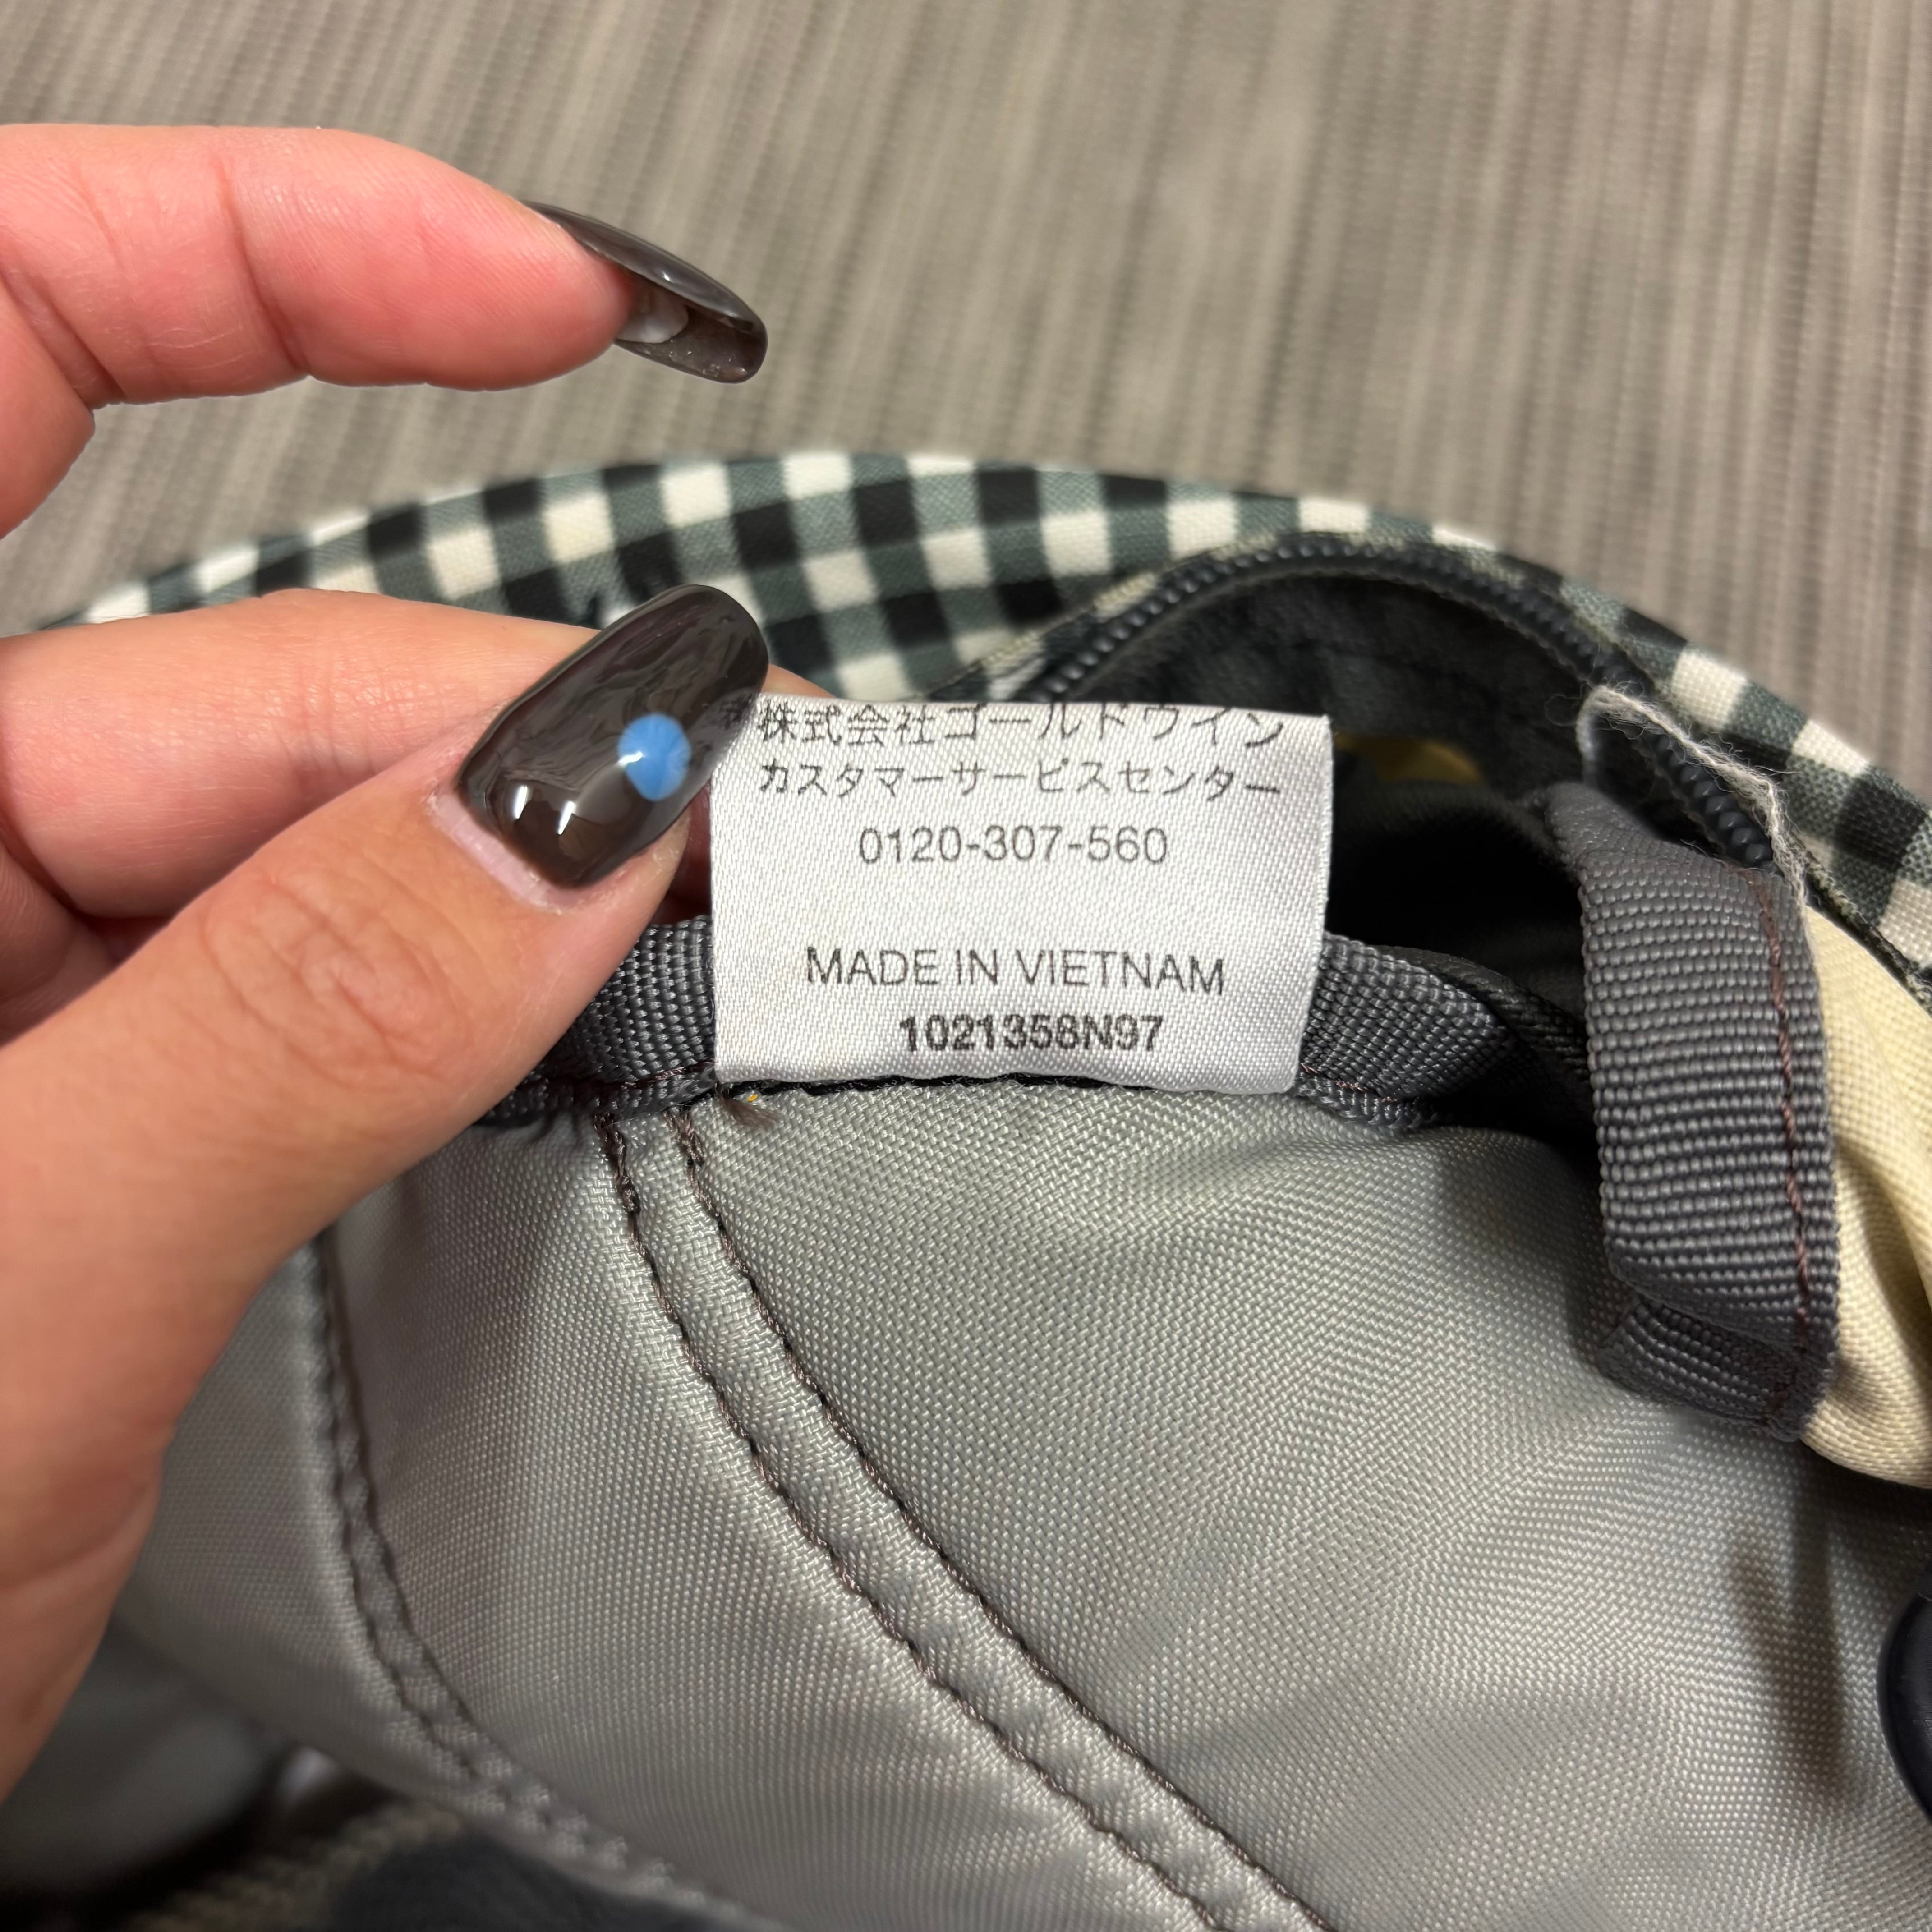 株式会社ゴールドウイン
カスタマーサービスセンター
0120-307-560
MADE IN VIETNAM
1021358N97